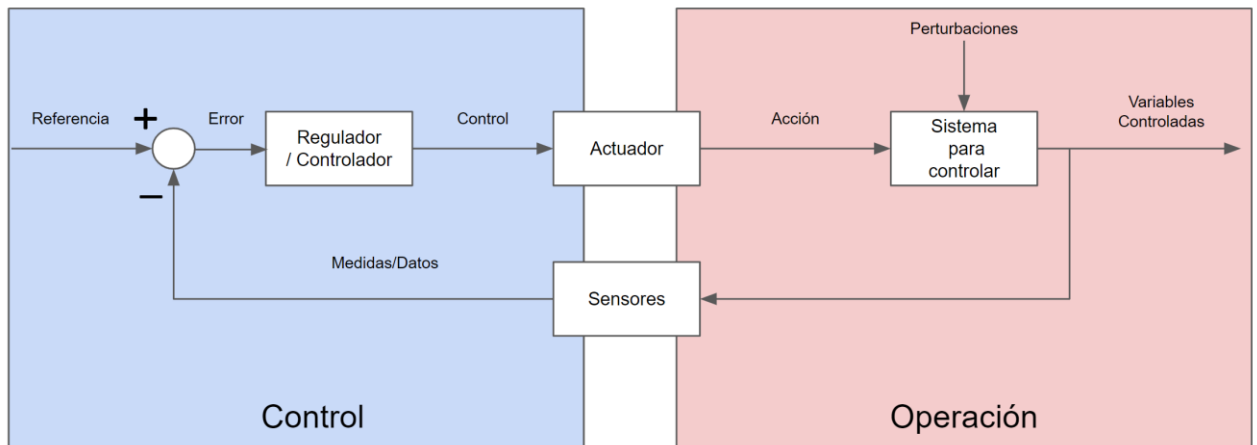 Perturbaciones
Referencia
+
Error
Regulador
/ Controlador
Control
Actuador
Acción
Sistema
para
controlar
Variables
Controladas
−
Medidas/Datos
Sensores
Control
Operación